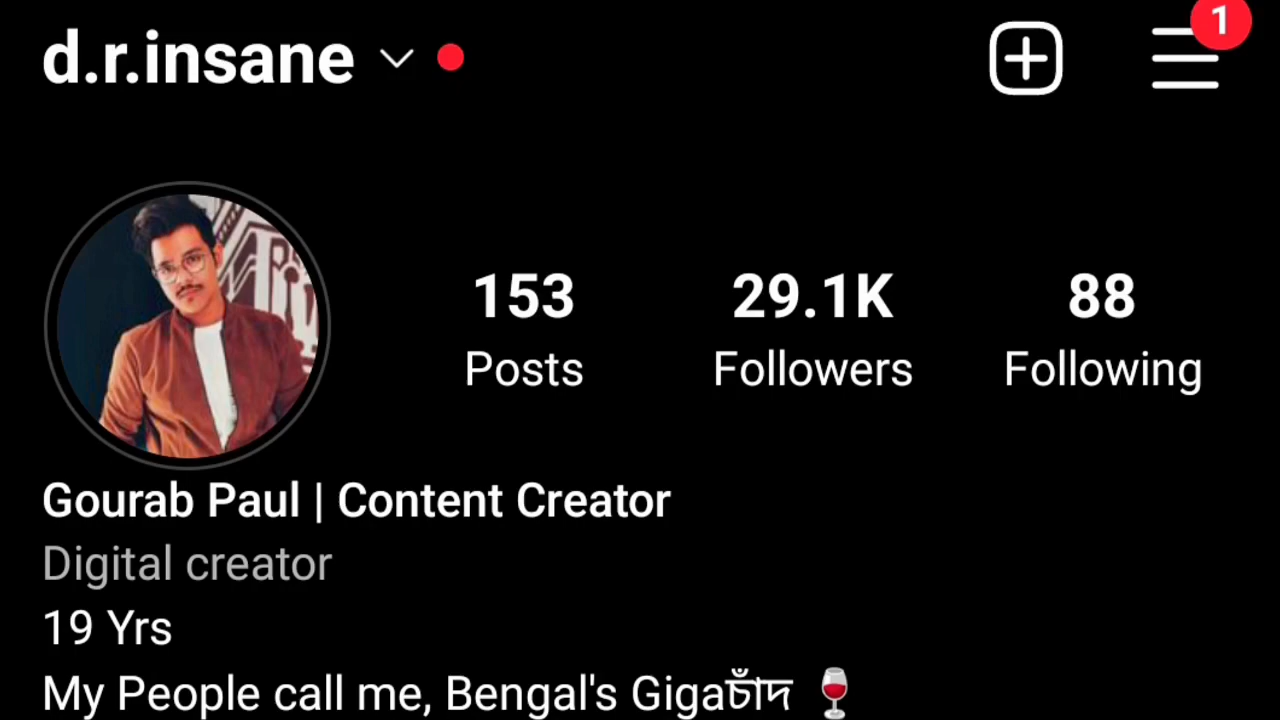 d.r.insane
1
153 29.1K 88
Posts Followers Following
Gourab Paul | Content Creator
Digital creator
19 Yrs
My People call me, Bengal's Gigaচাঁদ 🍷